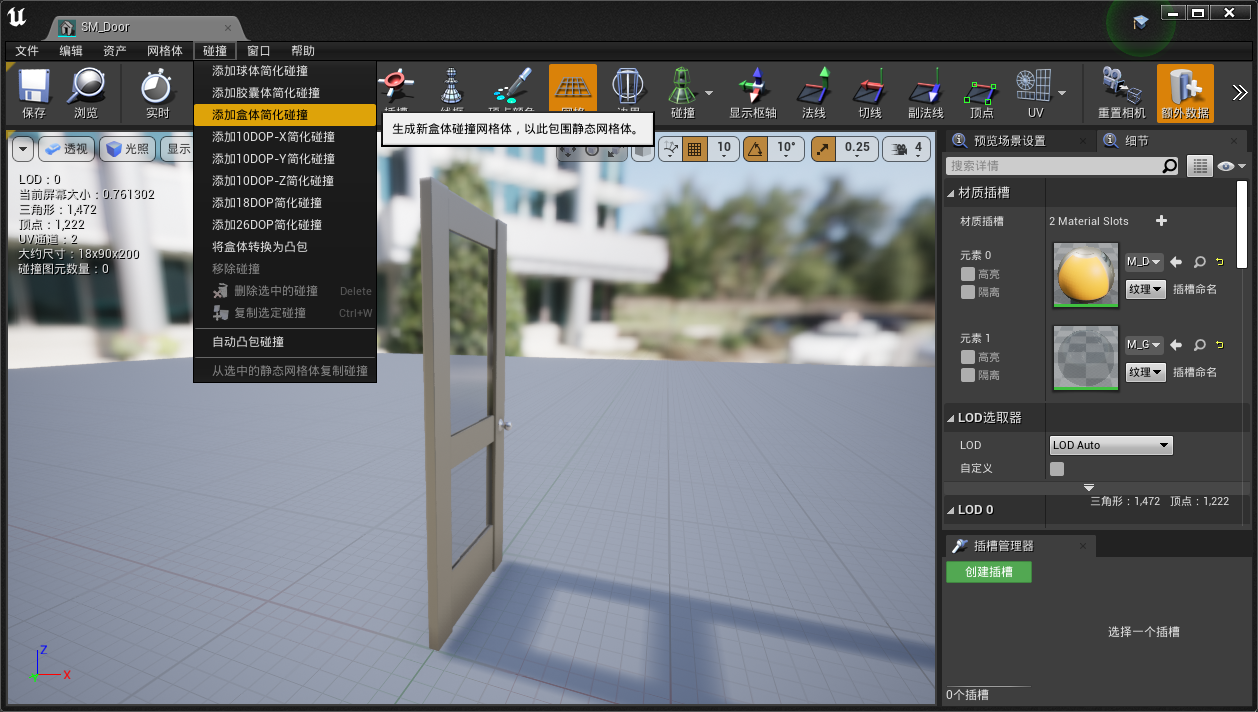 SM_Door
文件 编辑 资产 网格体 碰撞 窗口 帮助
保存 浏览 实时
碰撞 显示枢轴 法线 切线 副法线 顶点 UV 重置相机 额外数据
添加球体简化碰撞
添加胶囊体简化碰撞
添加盒体简化碰撞
添加10DOP-X简化碰撞
添加10DOP-Y简化碰撞
添加10DOP-Z简化碰撞
添加18DOP简化碰撞
添加26DOP简化碰撞
将盒体转换为凸包
移除碰撞
删除选中的碰撞 Delete
复制选定碰撞 Ctrl+W
自动凸包碰撞
从选中的静态网格体复制碰撞
生成新盒体碰撞网格体，以此包围静态网格体。
透视 光照 显示
10 10° 0.25 4
LOD：0
当前屏幕大小：0.761302
三角形：1,472
顶点：1,222
UV通道：2
大约尺寸：18x90x200
碰撞图元数量：0
Z
X
预览场景设置 细节
搜索详情
材质插槽
材质插槽 2 Material Slots
元素 0
高亮
隔离
M_D
纹理 插槽命名
元素 1
高亮
隔离
M_G
纹理 插槽命名
LOD选取器
LOD LOD Auto
自定义
三角形：1,472 顶点：1,222
LOD 0
插槽管理器
创建插槽
选择一个插槽
0个插槽